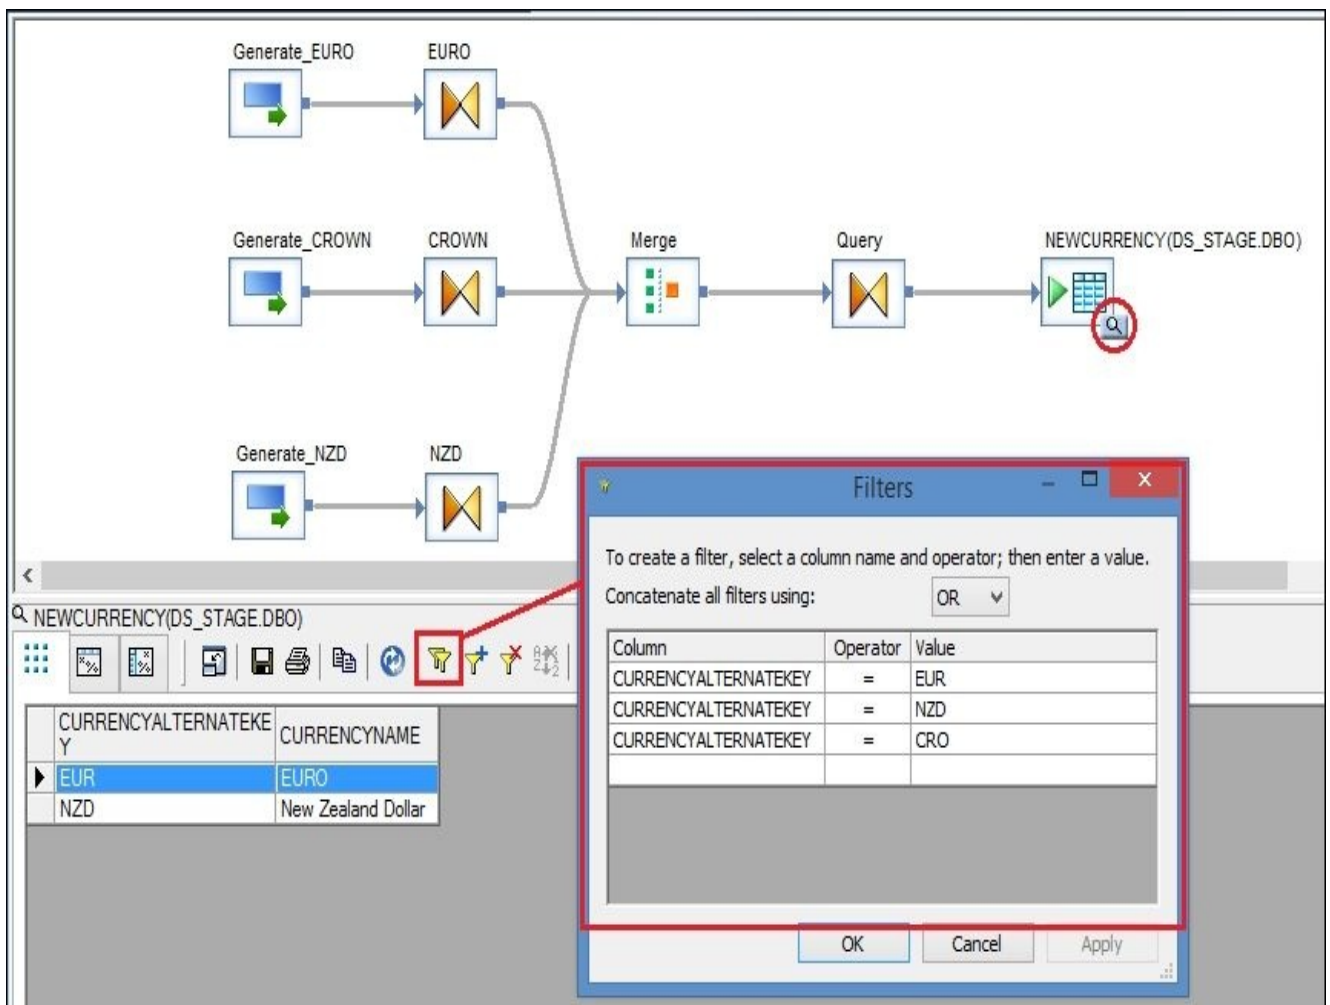 Generate_EURO
EURO
Generate_CROWN
CROWN
Merge
Query
NEWCURRENCY(DS_STAGE.DBO)
Generate_NZD
NZD
Filters
To create a filter, select a column name and operator; then enter a value.
Concatenate all filters using:
OR
Column Operator Value
CURRENCYALTERNATEKEY = EUR
CURRENCYALTERNATEKEY = NZD
CURRENCYALTERNATEKEY = CRO
OK
Cancel
Apply
NEWCURRENCY(DS_STAGE.DBO)
CURRENCYALTERNATEKE
Y
CURRENCYNAME
EUR EURO
NZD New Zealand Dollar